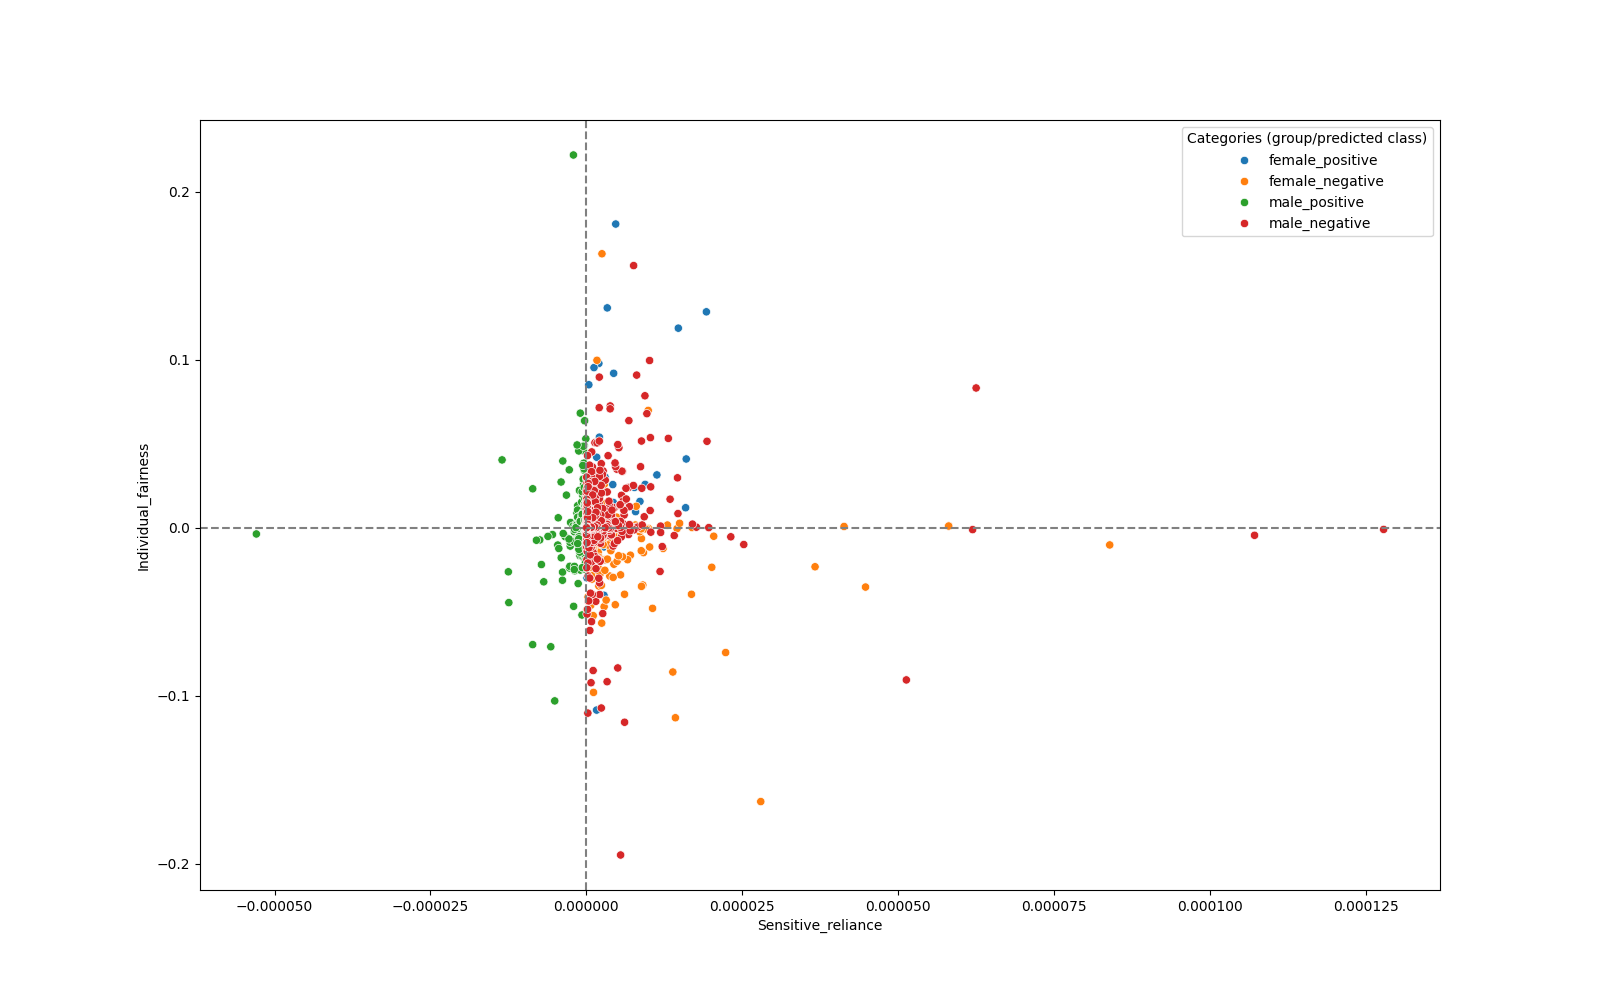 Categories (group/predicted class)
female_positive
female_negative
male_positive
male_negative
0.2
0.1
0.0
−0.1
−0.2
Individual_fairness
−0.000050 −0.000025 0.000000 0.000025 0.000050 0.000075 0.000100 0.000125
Sensitive_reliance